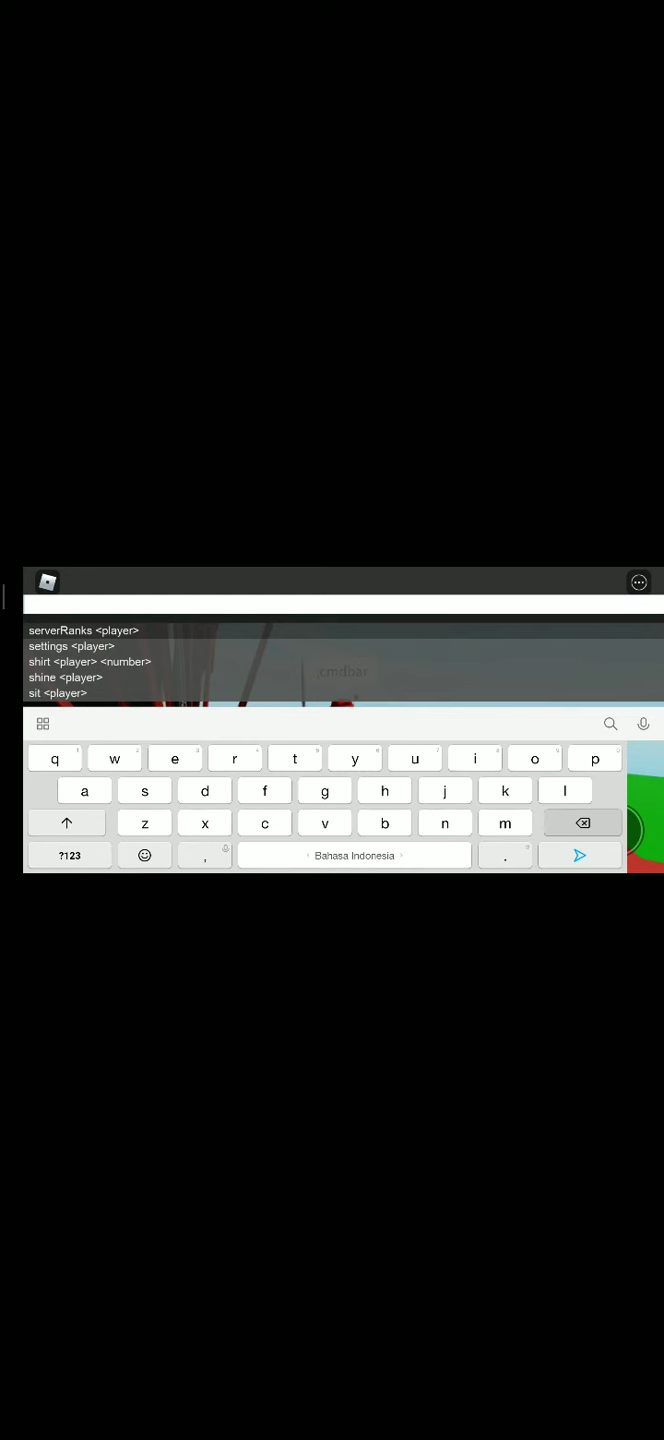 serverRanks <player>
settings <player>
shirt <player> <number>
shine <player>
sit <player>
;cmdbar
q w e r t y u i o p
a s d f g h j k l
z x c v b n m
?123 , Bahasa Indonesia .